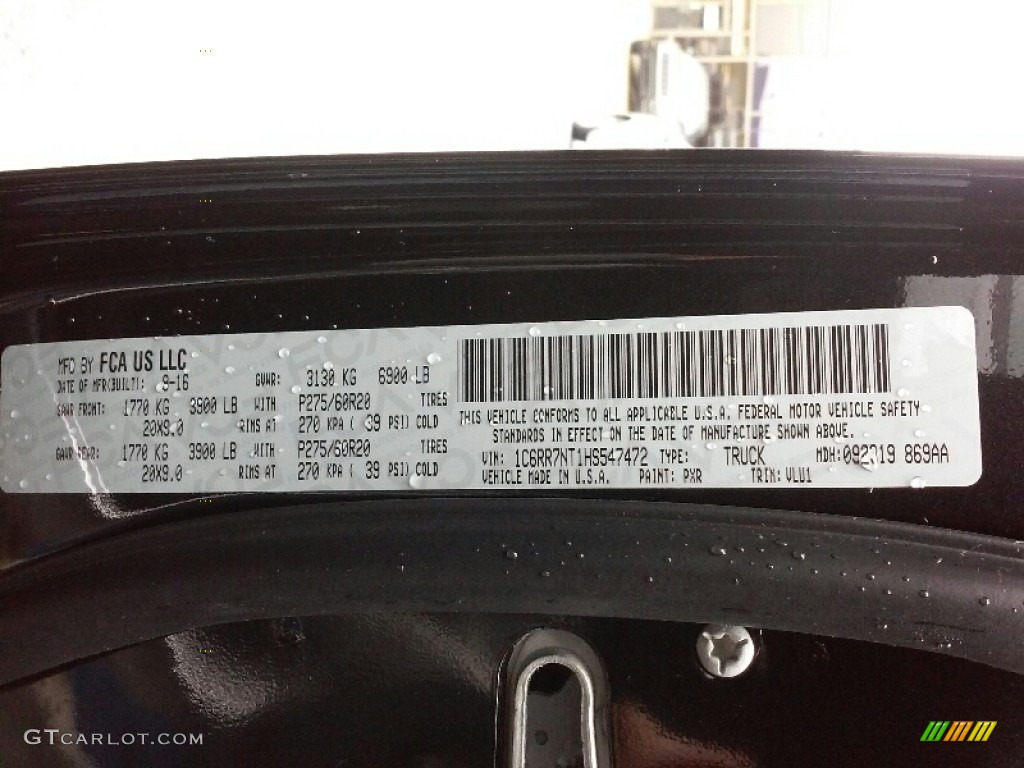 MFD BY FCA US LLC
DATE OF MFR(BUILT): 9-16 GVWR: 3130 KG 6900 LB
GAWR FRONT: 1770 KG 3900 LB WITH P275/60R20 TIRES
20X9.0 RIMS AT 270 KPA ( 39 PSI) COLD
GAWR REAR: 1770 KG 3900 LB WITH P275/60R20 TIRES
20X9.0 RIMS AT 270 KPA ( 39 PSI) COLD
THIS VEHICLE CONFORMS TO ALL APPLICABLE U.S.A. FEDERAL MOTOR VEHICLE SAFETY
STANDARDS IN EFFECT ON THE DATE OF MANUFACTURE SHOWN ABOVE.
VIN: 1C6RR7NT1HS547472 TYPE: TRUCK MDH: 092319 869AA
VEHICLE MADE IN U.S.A. PAINT: PXR TRIM: VLU1
GTCARLOT.COM